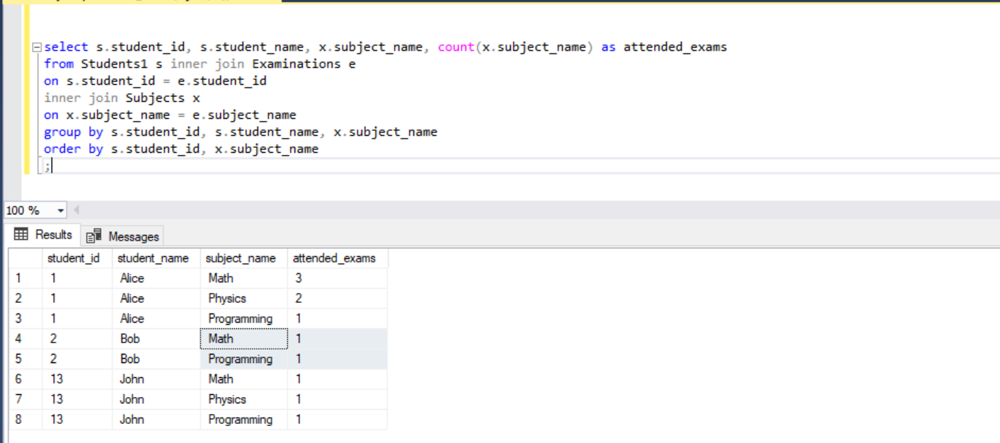 select s.student_id, s.student_name, x.subject_name, count(x.subject_name) as attended_exams
from Students1 s inner join Examinations e
on s.student_id = e.student_id
inner join Subjects x
on x.subject_name = e.subject_name
group by s.student_id, s.student_name, x.subject_name
order by s.student_id, x.subject_name
;
100 %
Results Messages
student_id student_name subject_name attended_exams
1 1 Alice Math 3
2 1 Alice Physics 2
3 1 Alice Programming 1
4 2 Bob Math 1
5 2 Bob Programming 1
6 13 John Math 1
7 13 John Physics 1
8 13 John Programming 1